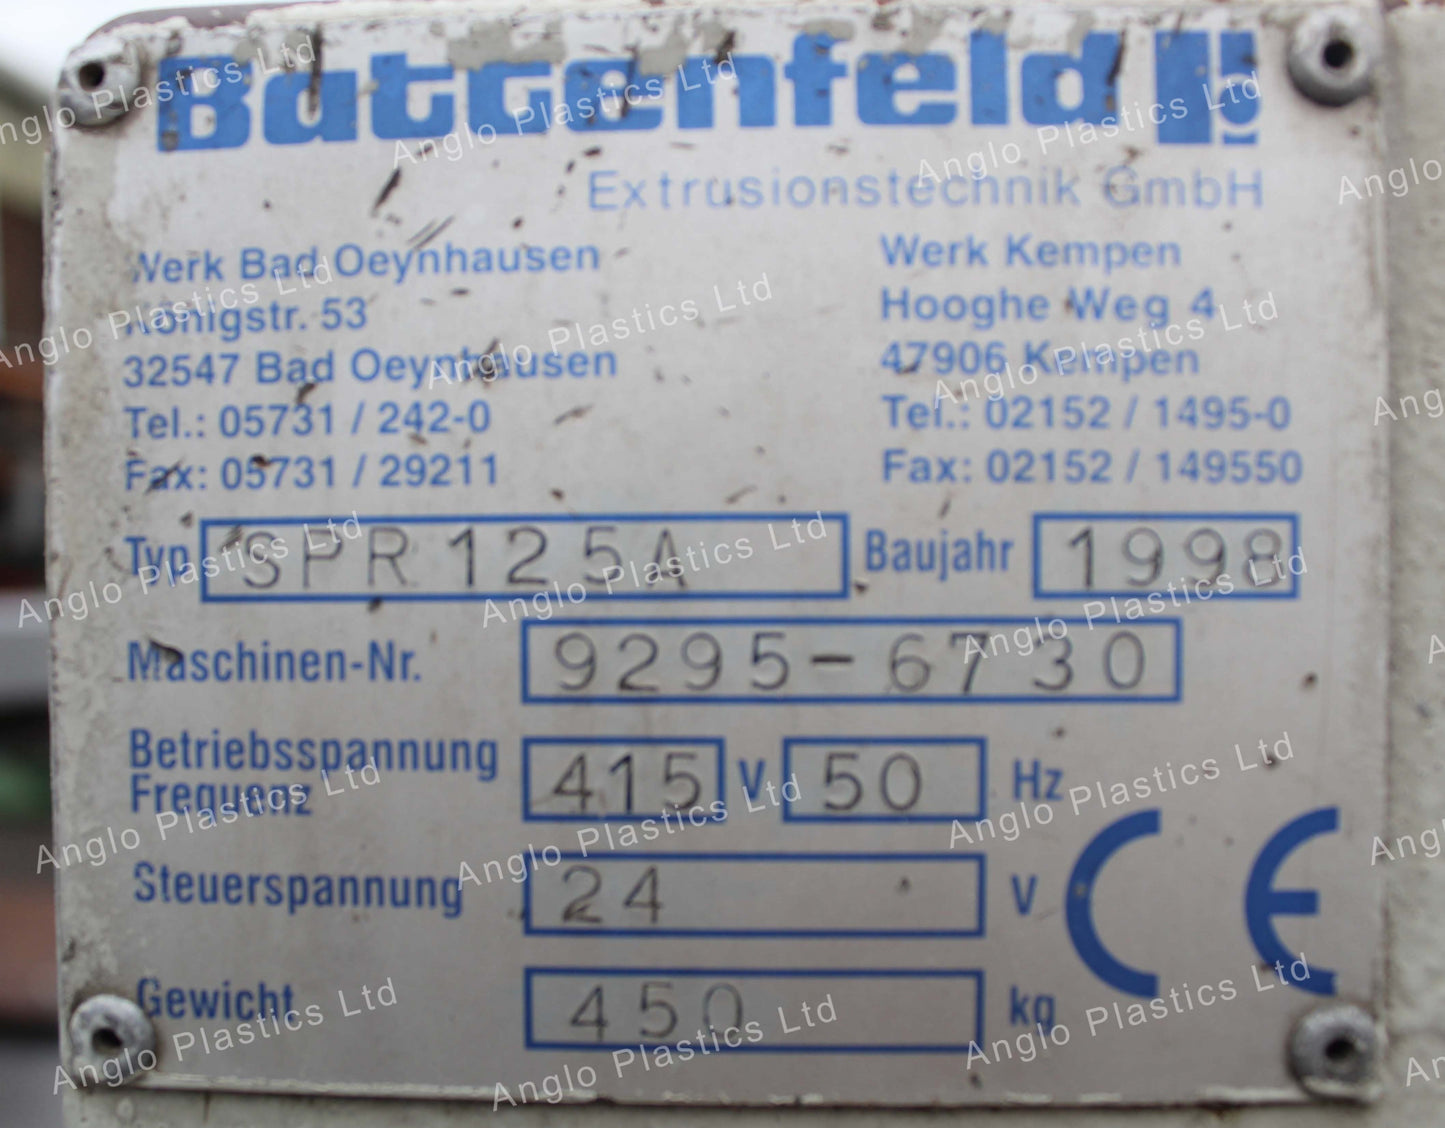 Battenfeld
Extrusionstechnik GmbH
Werk Bad Oeynhausen
Königstr. 53
32547 Bad Oeynhausen
Tel.: 05731 / 242-0
Fax: 05731 / 29211
Werk Kempen
Hooghe Weg 4
47906 Kempen
Tel.: 02152 / 1495-0
Fax: 02152 / 149550
Typ SPR 125A Baujahr 1998
Maschinen-Nr. 9295-6730
Betriebsspannung
Frequenz 415 V 50 Hz
Steuerspannung 24 V
Gewicht 450 kg
CE
Anglo Plastics Ltd